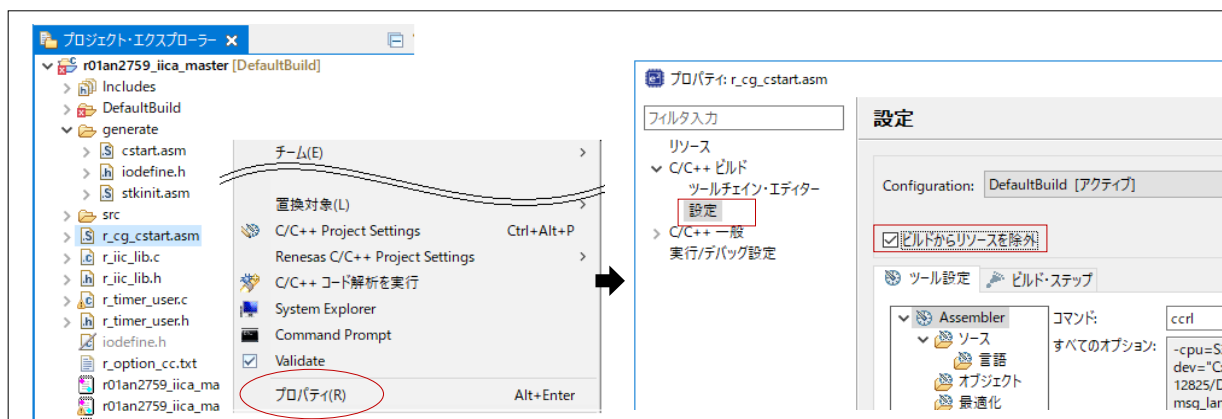 プロジェクト・エクスプローラー
r01an2759_iica_master [DefaultBuild]
Includes
DefaultBuild
generate
cstart.asm
iodefine.h
stkinit.asm
src
r_cg_cstart.asm
r_iic_lib.c
r_iic_lib.h
r_timer_user.c
r_timer_user.h
iodefine.h
r_option_cc.txt
r01an2759_iica_ma
r01an2759_iica_ma
チーム(E)
置換対象(L)
C/C++ Project Settings Ctrl+Alt+P
Renesas C/C++ Project Settings
C/C++ コード解析を実行
System Explorer
Command Prompt
Validate
プロパティ(R) Alt+Enter
プロパティ: r_cg_cstart.asm
フィルタ入力
リソース
C/C++ ビルド
ツールチェイン・エディター
設定
C/C++ 一般
実行/デバッグ設定
設定
Configuration: DefaultBuild [アクティブ]
ビルドからリソースを除外
ツール設定 ビルド・ステップ
Assembler
ソース
言語
オブジェクト
最適化
コマンド: ccrl
すべてのオプション: -cpu=S
dev="C
12825/D
msg_lan